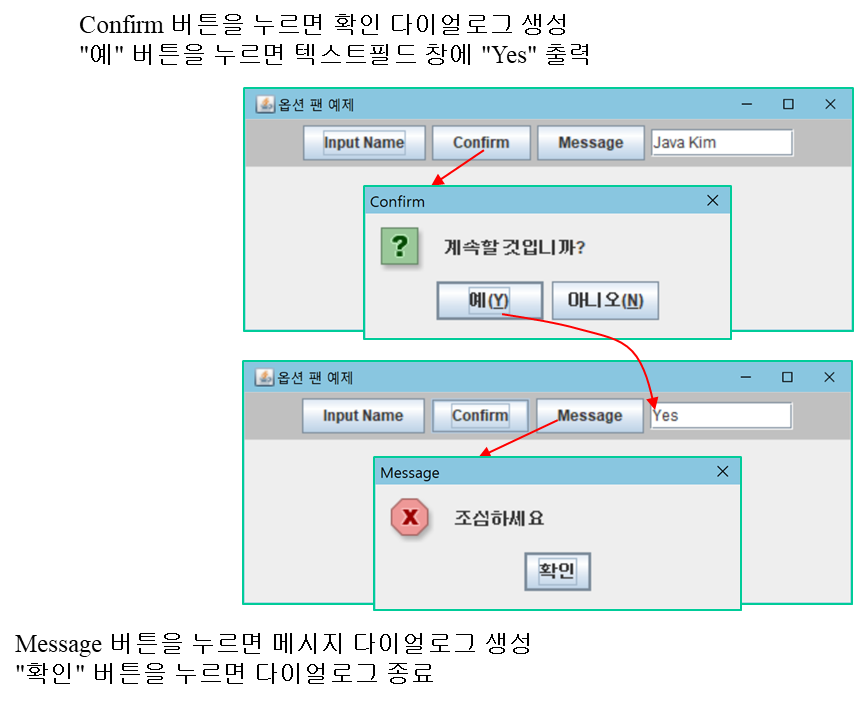 Confirm 버튼을 누르면 확인 다이얼로그 생성
"예" 버튼을 누르면 텍스트필드 창에 "Yes" 출력
옵션 팬 예제
Input Name Confirm Message Java Kim
Confirm
? 계속할 것입니까?
예(Y) 아니오(N)
옵션 팬 예제
Input Name Confirm Message Yes
Message
X 조심하세요
확인
Message 버튼을 누르면 메시지 다이얼로그 생성
"확인" 버튼을 누르면 다이얼로그 종료